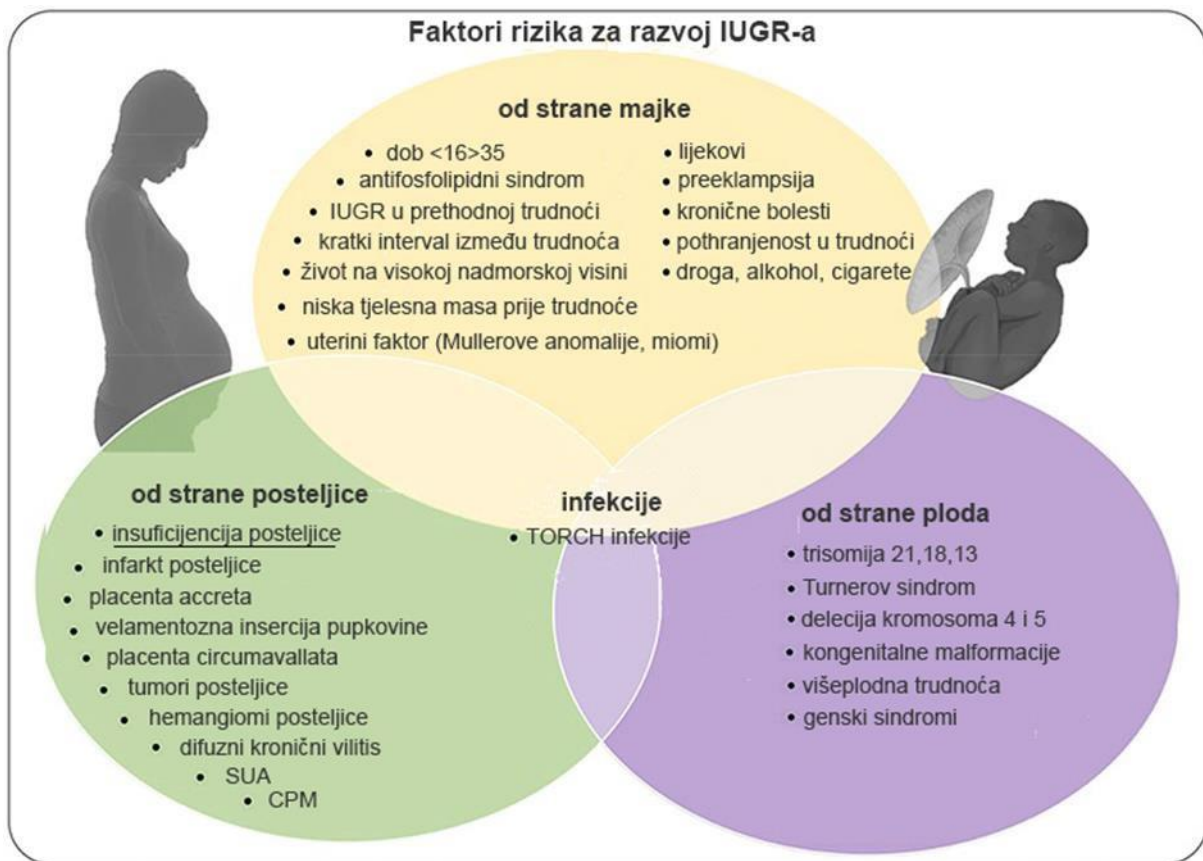 Faktori rizika za razvoj IUGR-a
od strane majke
• dob <16>35
• antifosfolipidni sindrom
• IUGR u prethodnoj trudnoći
• kratki interval između trudnoća
• život na visokoj nadmorskoj visini
• niska tjelesna masa prije trudnoće
• uterini faktor (Mullerove anomalije, miomi)
• lijekovi
• preeklampsija
• kronične bolesti
• pothranjenost u trudnoći
• droga, alkohol, cigarete
od strane posteljice
• insuficijencija posteljice
• infarkt posteljice
• placenta accreta
• velamentozna insercija pupkovine
• placenta circumavallata
• tumori posteljice
• hemangiomi posteljice
• difuzni kronični vilitis
• SUA
• CPM
infekcije
• TORCH infekcije
od strane ploda
• trisomija 21,18,13
• Turnerov sindrom
• delecija kromosoma 4 i 5
• kongenitalne malformacije
• višeplodna trudnoća
• genski sindromi